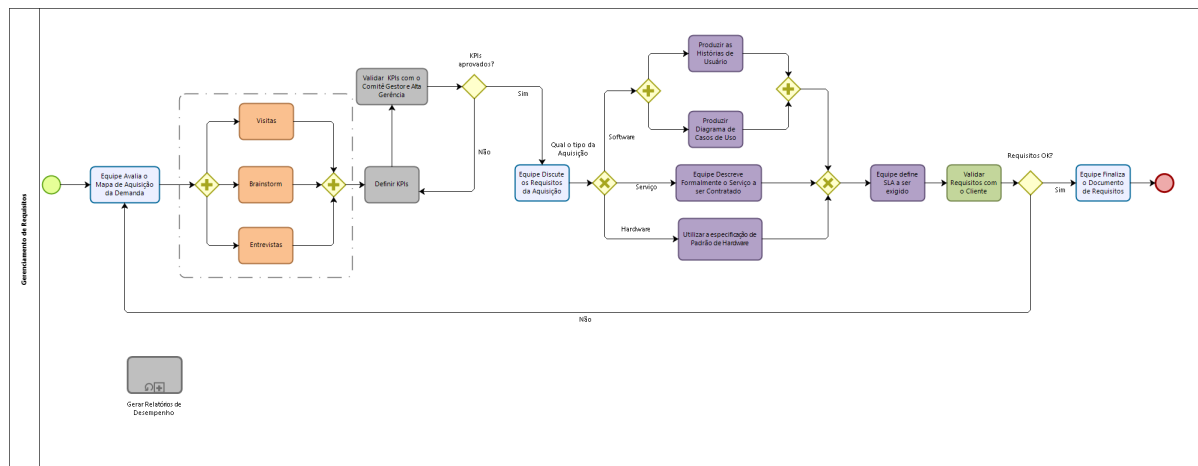 Gerenciamento de Requisitos
Equipe Avalia o
Mapa de Aquisição
da Demanda
Visitas
Brainstorm
Entrevistas
Definir KPIs
Validar KPIs com o
Comitê Gestor e Alta
Gerência
KPIs
aprovados?
Sim
Não
Equipe Discute
os Requisitos
da Aquisição
Qual o tipo da
Aquisição
Software
Serviço
Hardware
Produzir as
Histórias de
Usuário
Produzir
Diagrama de
Casos de Uso
Equipe Descreve
Formalmente o Serviço a
ser Contratado
Utilizar a especificação de
Padrão de Hardware
Equipe define
SLA a ser
exigido
Validar
Requisitos com
o Cliente
Requisitos OK?
Sim
Equipe Finaliza
o Documento
de Requisitos
Não
Gerar Relatórios de
Desempenho